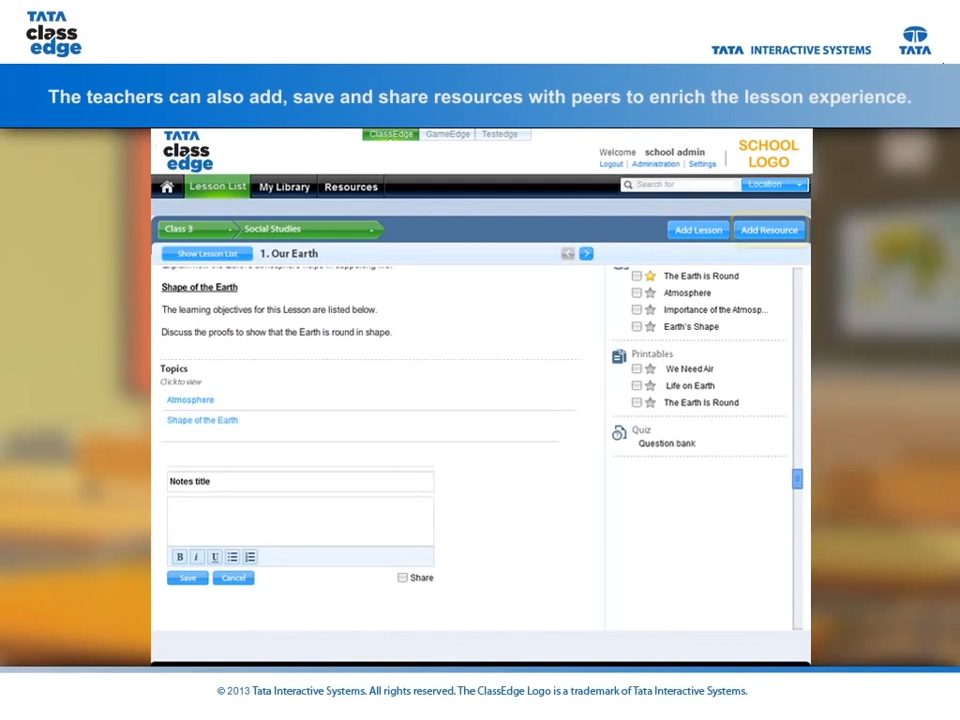 TATA
class
edge
TATA INTERACTIVE SYSTEMS
TATA
The teachers can also add, save and share resources with peers to enrich the lesson experience.
TATA
class
edge
ClassEdge GameEdge Testedge
Welcome school admin
Logout | Administration | Settings
SCHOOL
LOGO
Lesson List My Library Resources
Search for Location
Class 3 Social Studies
Add Lesson Add Resource
Show Lesson List 1. Our Earth
Shape of the Earth
The learning objectives for this Lesson are listed below.
Discuss the proofs to show that the Earth is round in shape.
Topics
Click to view
Atmosphere
Shape of the Earth
Notes title
B i U
Save Cancel Share
The Earth is Round
Atmosphere
Importance of the Atmosp...
Earth's Shape
Printables
We Need Air
Life on Earth
The Earth Is Round
Quiz
Question bank
© 2013 Tata Interactive Systems. All rights reserved. The ClassEdge Logo is a trademark of Tata Interactive Systems.